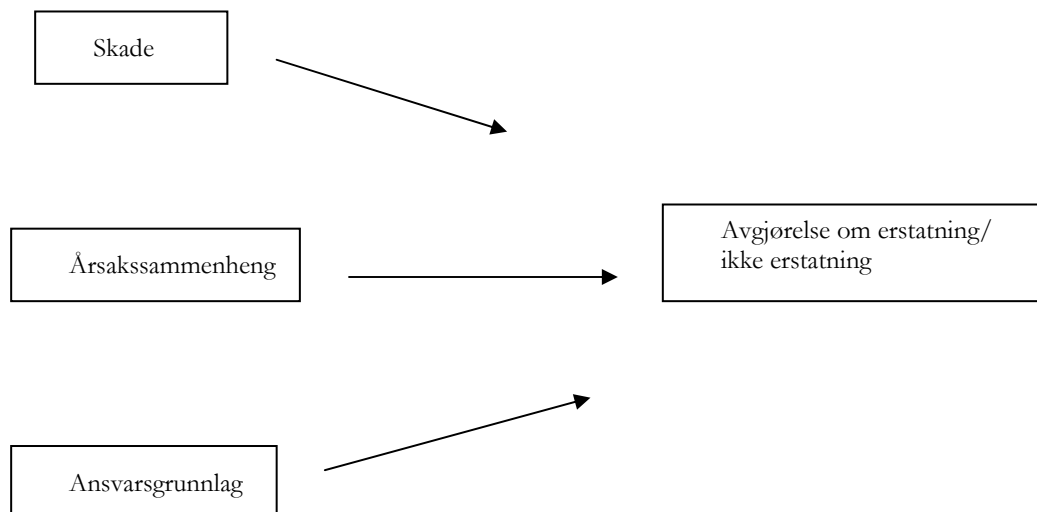 Skade
Årsakssammenheng
Avgjørelse om erstatning/
ikke erstatning
Ansvarsgrunnlag